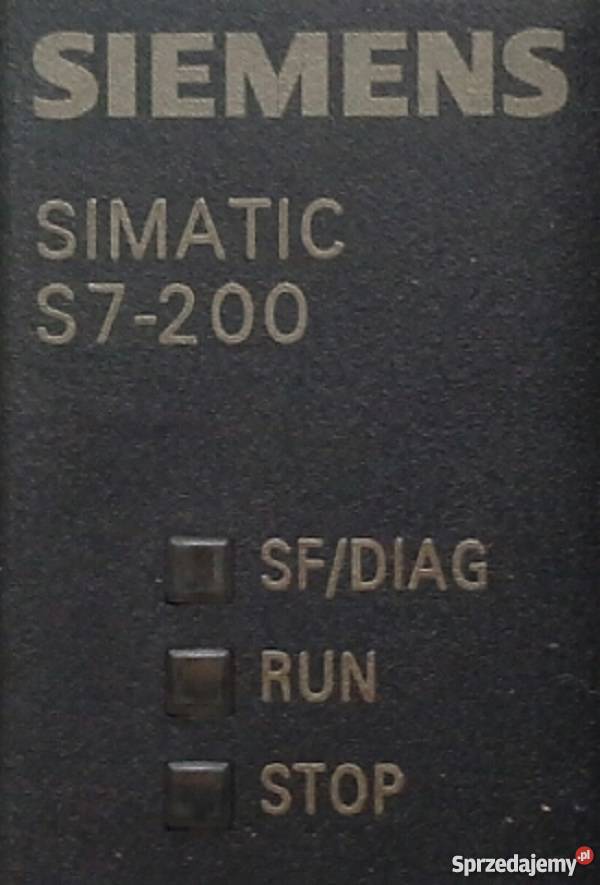 SIEMENS
SIMATIC
S7-200
SF/DIAG
RUN
STOP
Sprzedajemy.pl